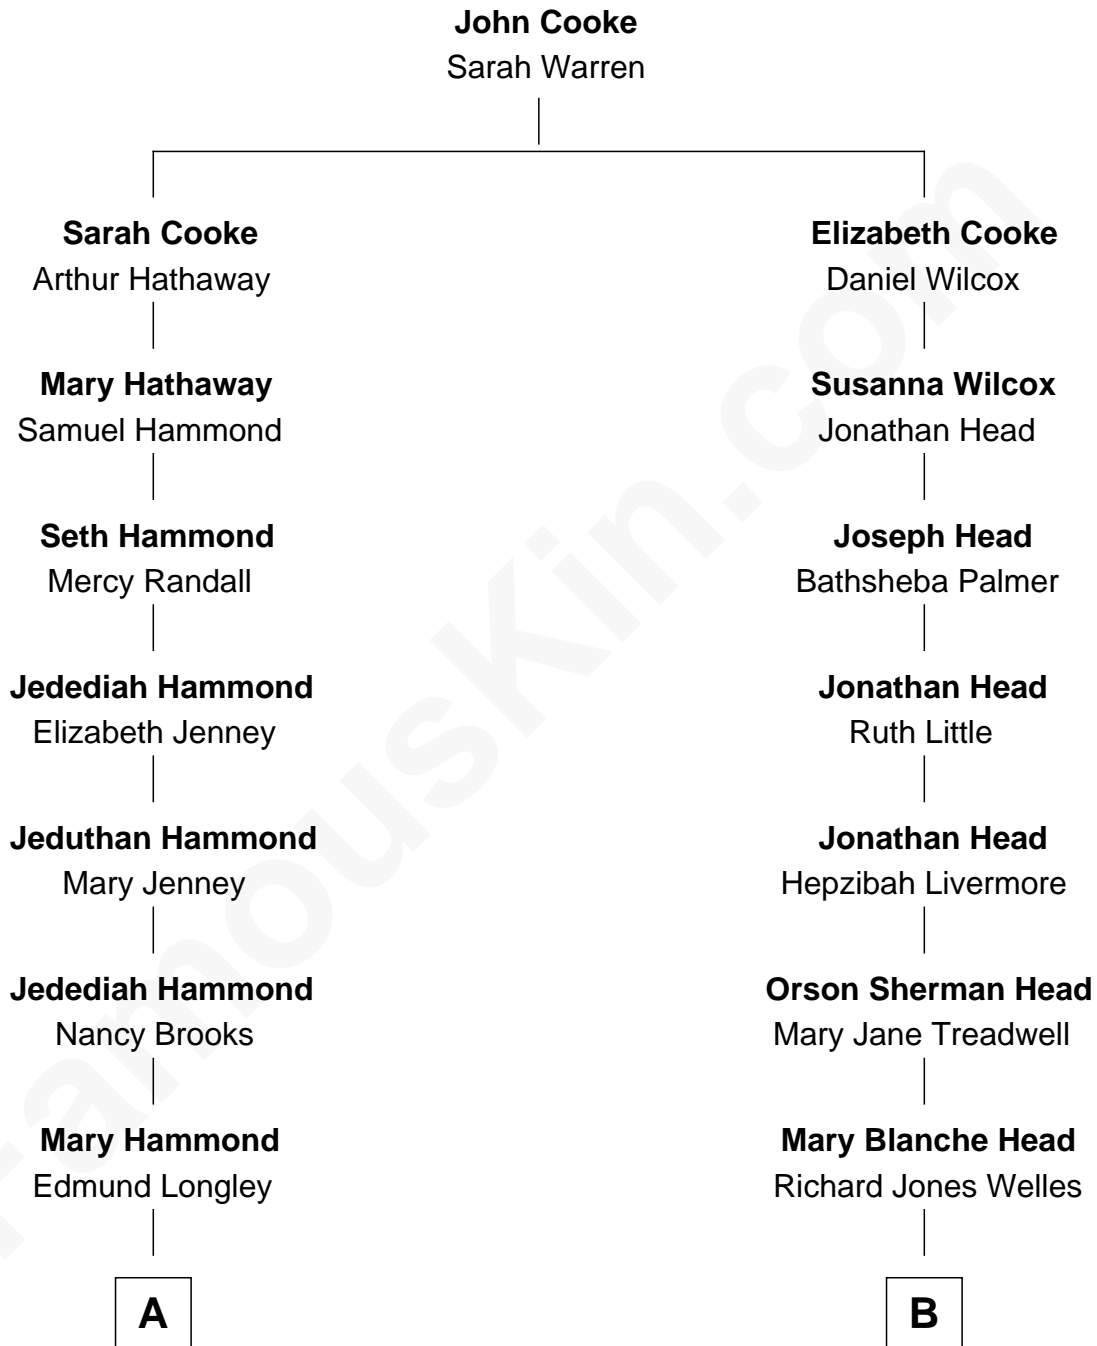 John Cooke
Sarah Warren
Sarah Cooke
Arthur Hathaway
Mary Hathaway
Samuel Hammond
Seth Hammond
Mercy Randall
Jedediah Hammond
Elizabeth Jenney
Jeduthan Hammond
Mary Jenney
Jedediah Hammond
Nancy Brooks
Mary Hammond
Edmund Longley
A
Elizabeth Cooke
Daniel Wilcox
Susanna Wilcox
Jonathan Head
Joseph Head
Bathsheba Palmer
Jonathan Head
Ruth Little
Jonathan Head
Hepzibah Livermore
Orson Sherman Head
Mary Jane Treadwell
Mary Blanche Head
Richard Jones Welles
B
FamousKin.com